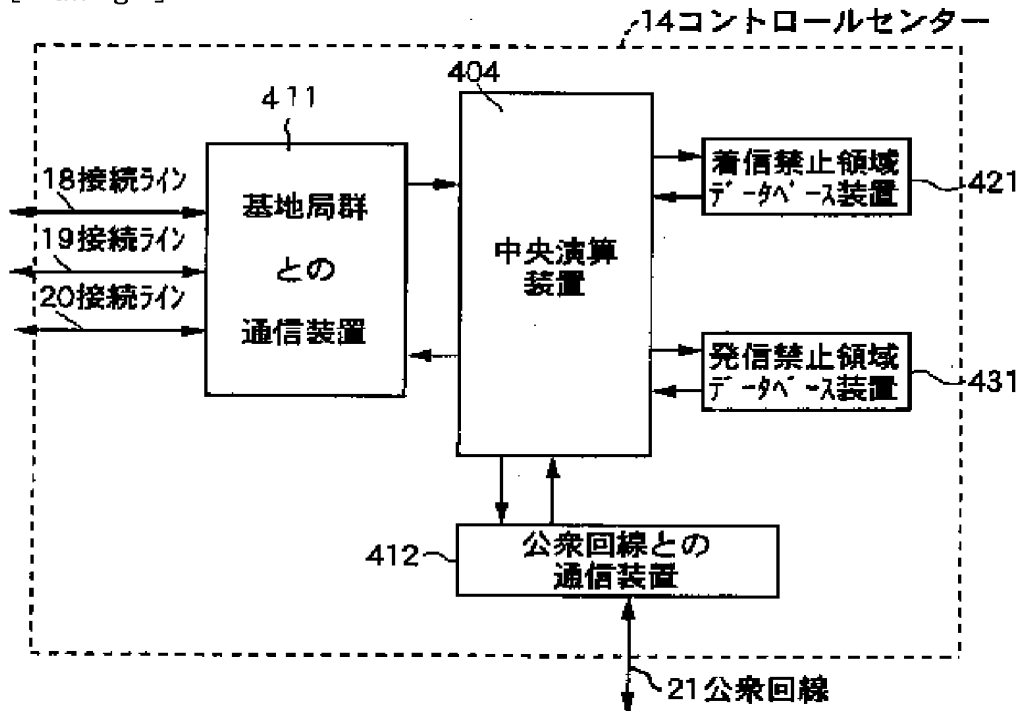 14コントロールセンター
404
411
18接続ライン
19接続ライン
20接続ライン
基地局群
との
通信装置
中央演算
装置
着信禁止領域
データベース装置
421
発信禁止領域
データベース装置
431
412
公衆回線との
通信装置
21公衆回線